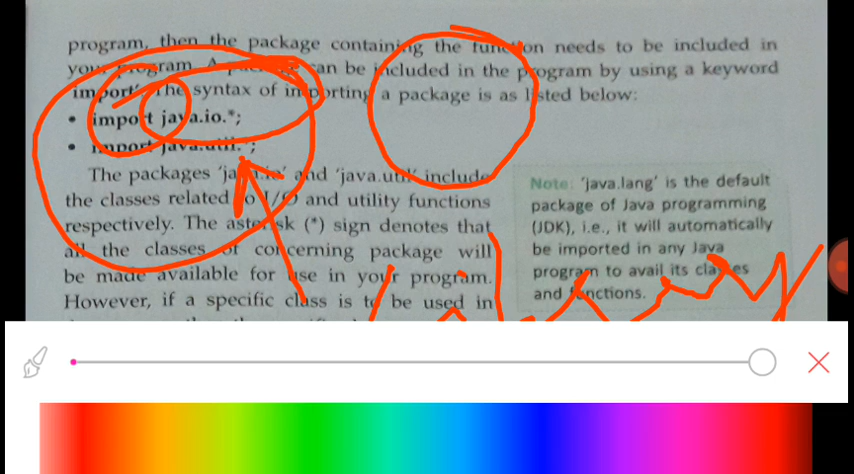 program, then the package containing the function needs to be included in
your program. A can be included in the program by using a keyword
import. The syntax of importing a package is as listed below:
• import java.io.*;
• import java.util.*;
The packages 'java.io' and 'java.util' include
the classes related to I/O and utility functions
respectively. The asterisk (*) sign denotes that
all the classes of concerning package will
be made available for use in your program.
However, if a specific class is to be used in
Note: 'java.lang' is the default
package of Java programming
(JDK), i.e., it will automatically
be imported in any Java
program to avail its classes
and functions.